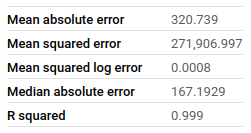 Mean absolute error 320.739
Mean squared error 271,906.997
Mean squared log error 0.0008
Median absolute error 167.1929
R squared 0.999